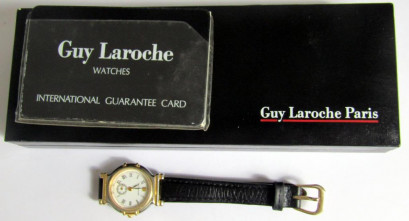 Guy Laroche
WATCHES
INTERNATIONAL GUARANTEE CARD
Guy Laroche Paris